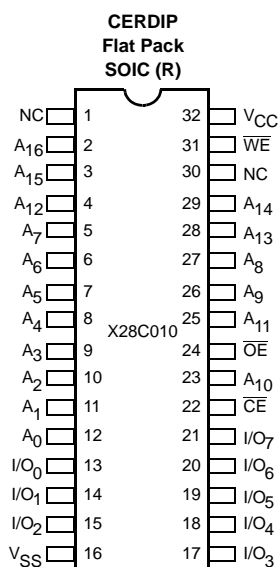 CERDIP
Flat Pack
SOIC (R)
NC 1 32 VCC
A16 2 31 W̅E̅
A15 3 30 NC
A12 4 29 A14
A7 5 28 A13
A6 6 27 A8
A5 7 26 A9
A4 8 25 A11
X28C010
A3 9 24 O̅E̅
A2 10 23 A10
A1 11 22 C̅E̅
A0 12 21 I/O7
I/O0 13 20 I/O6
I/O1 14 19 I/O5
I/O2 15 18 I/O4
VSS 16 17 I/O3